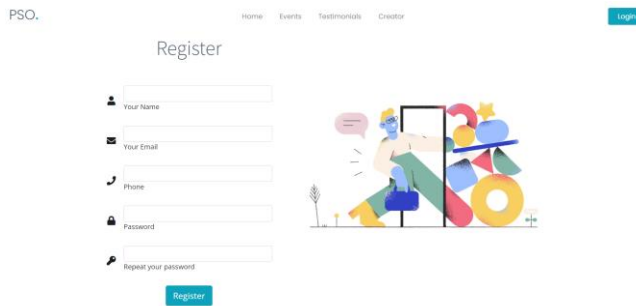 PSO.
Home Events Testimonials Creator
Login
Register
Your Name
Your Email
Phone
Password
Repeat your password
Register